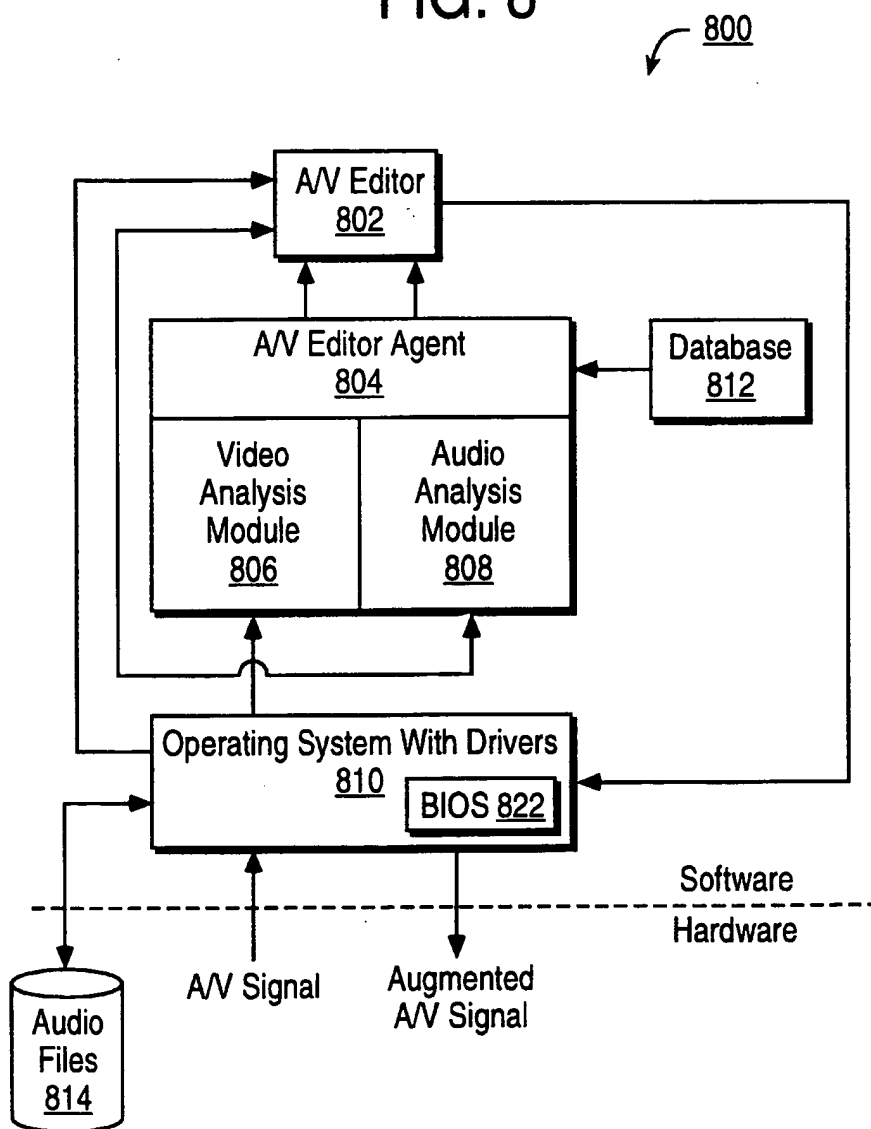 800
A/V Editor
802
A/V Editor Agent
804
Database
812
Video
Analysis
Module
806
Audio
Analysis
Module
808
Operating System With Drivers
810
BIOS 822
Software
Hardware
A/V Signal
Augmented
A/V Signal
Audio
Files
814